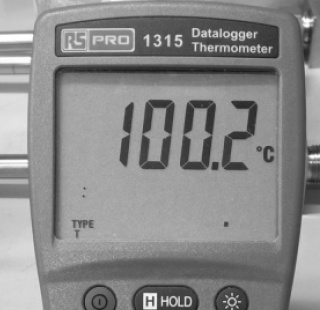 RS PRO 1315 Datalogger
Thermometer
100.2 °C
:
TYPE
T
H HOLD